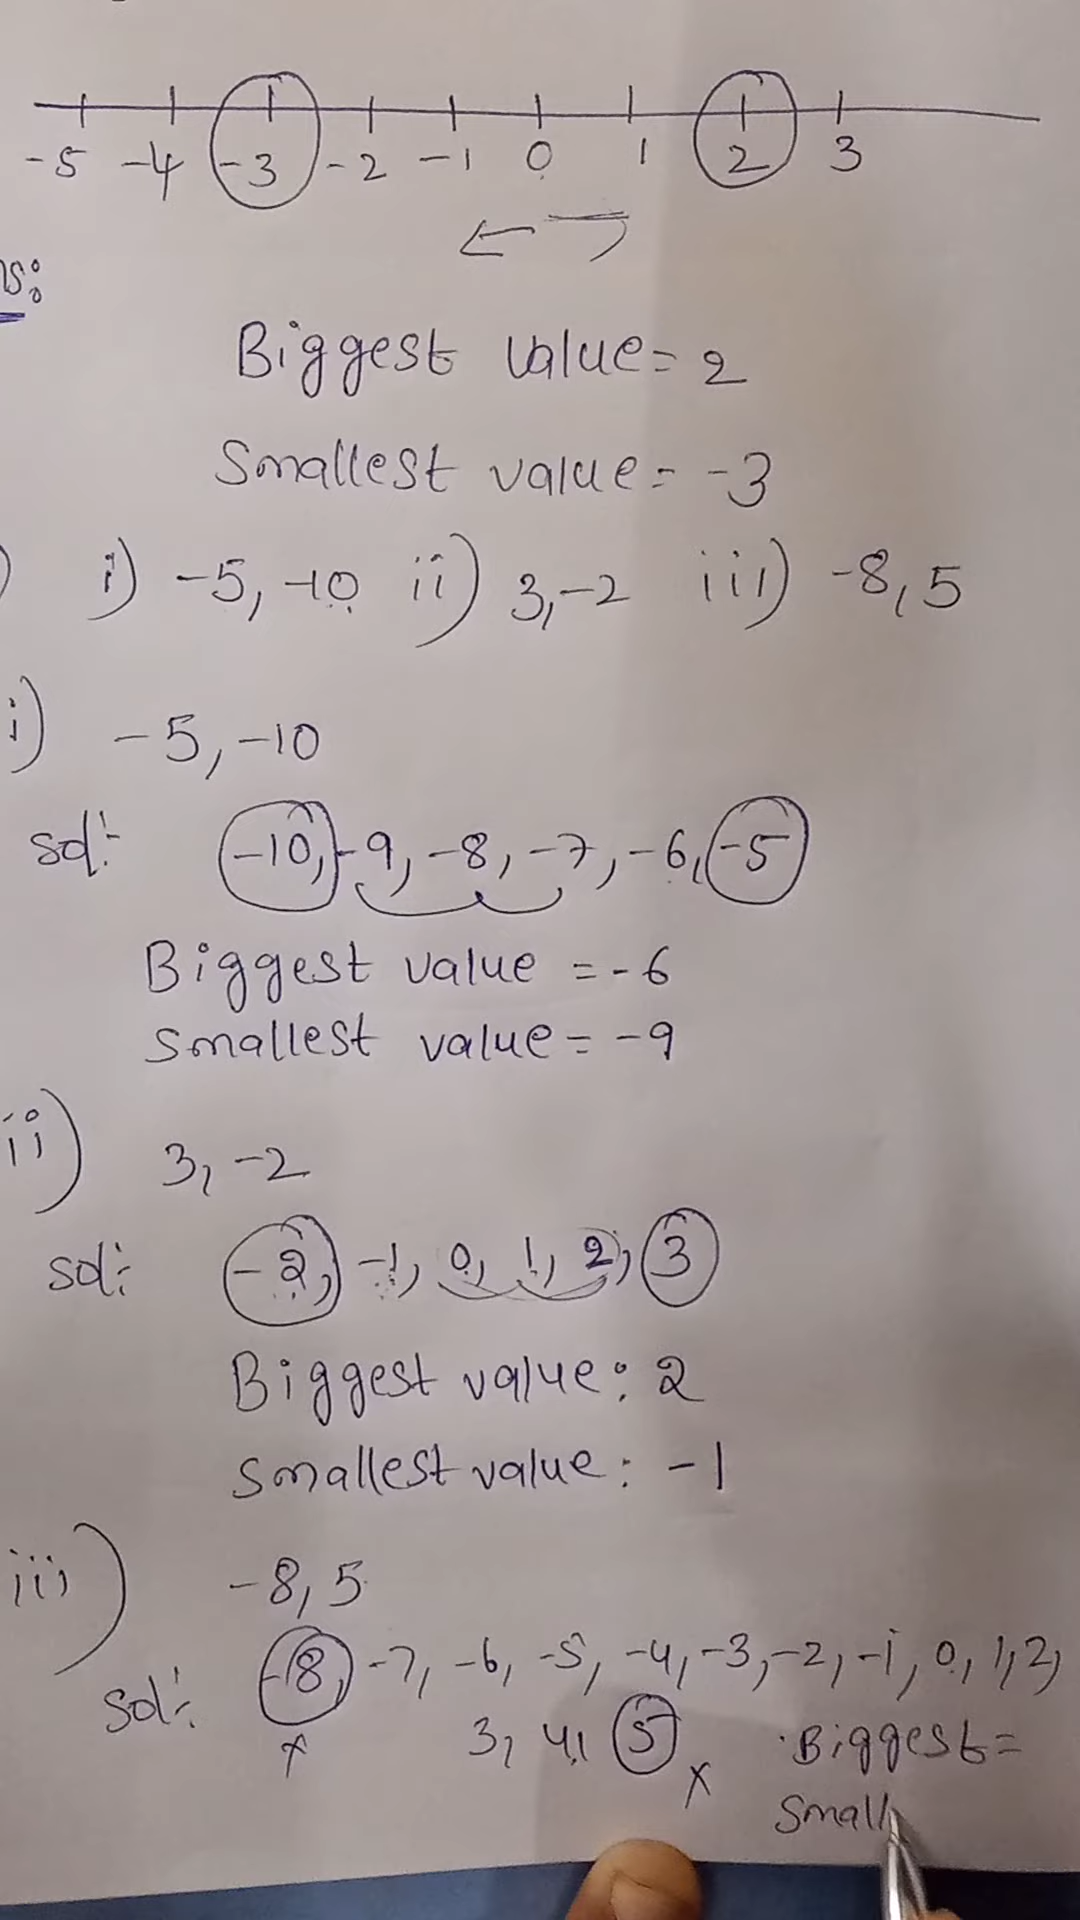 -5 -4 -3 -2 -1 0 1 2 3
Biggest value = 2
Smallest value = -3
i) -5, -10 ii) 3, -2 iii) -8, 5
i) -5, -10
sol:- -10, -9, -8, -7, -6, -5
Biggest value = -6
Smallest value = -9
ii) 3, -2
sol: -2, -1, 0, 1, 2, 3
Biggest value: 2
Smallest value: -1
iii) -8, 5
sol:- -8, -7, -6, -5, -4, -3, -2, -1, 0, 1, 2,
3, 4, 5 Biggest =
x x
Small